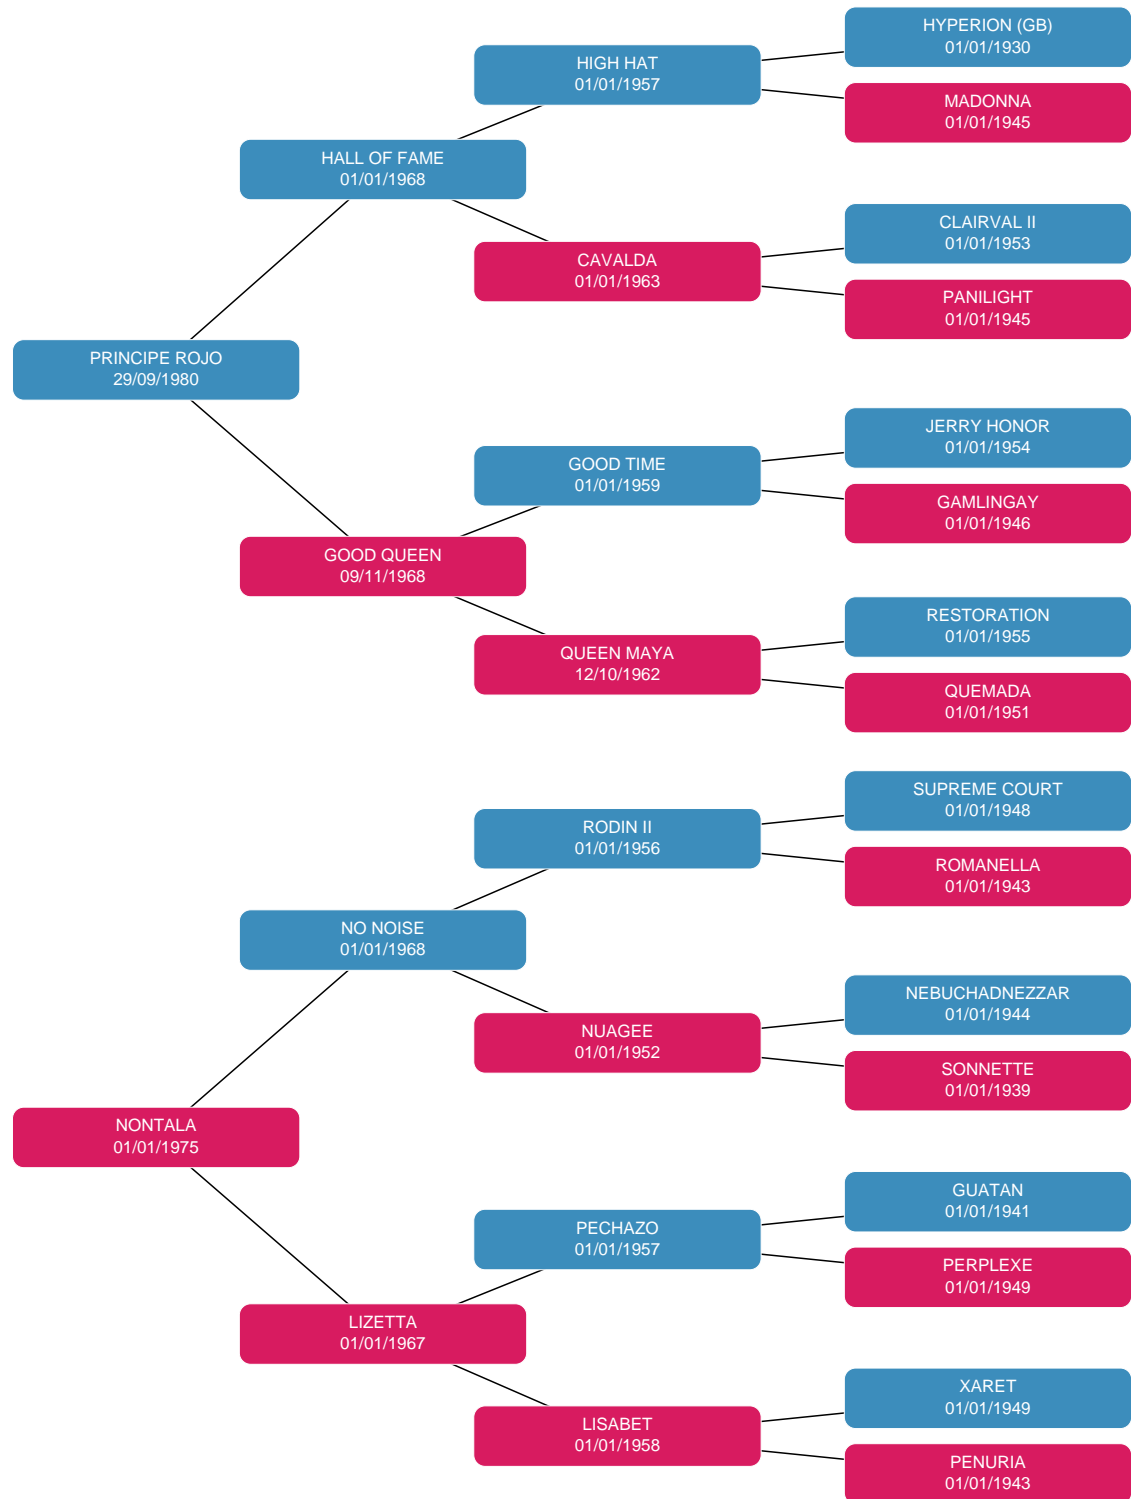 HYPERION (GB)
01/01/1930
HIGH HAT
01/01/1957
MADONNA
01/01/1945
HALL OF FAME
01/01/1968
CLAIRVAL II
01/01/1953
CAVALDA
01/01/1963
PANILIGHT
01/01/1945
PRINCIPE ROJO
29/09/1980
JERRY HONOR
01/01/1954
GOOD TIME
01/01/1959
GAMLINGAY
01/01/1946
GOOD QUEEN
09/11/1968
RESTORATION
01/01/1955
QUEEN MAYA
12/10/1962
QUEMADA
01/01/1951
SUPREME COURT
01/01/1948
RODIN II
01/01/1956
ROMANELLA
01/01/1943
NO NOISE
01/01/1968
NEBUCHADNEZZAR
01/01/1944
NUAGEE
01/01/1952
SONNETTE
01/01/1939
NONTALA
01/01/1975
GUATAN
01/01/1941
PECHAZO
01/01/1957
PERPLEXE
01/01/1949
LIZETTA
01/01/1967
XARET
01/01/1949
LISABET
01/01/1958
PENURIA
01/01/1943